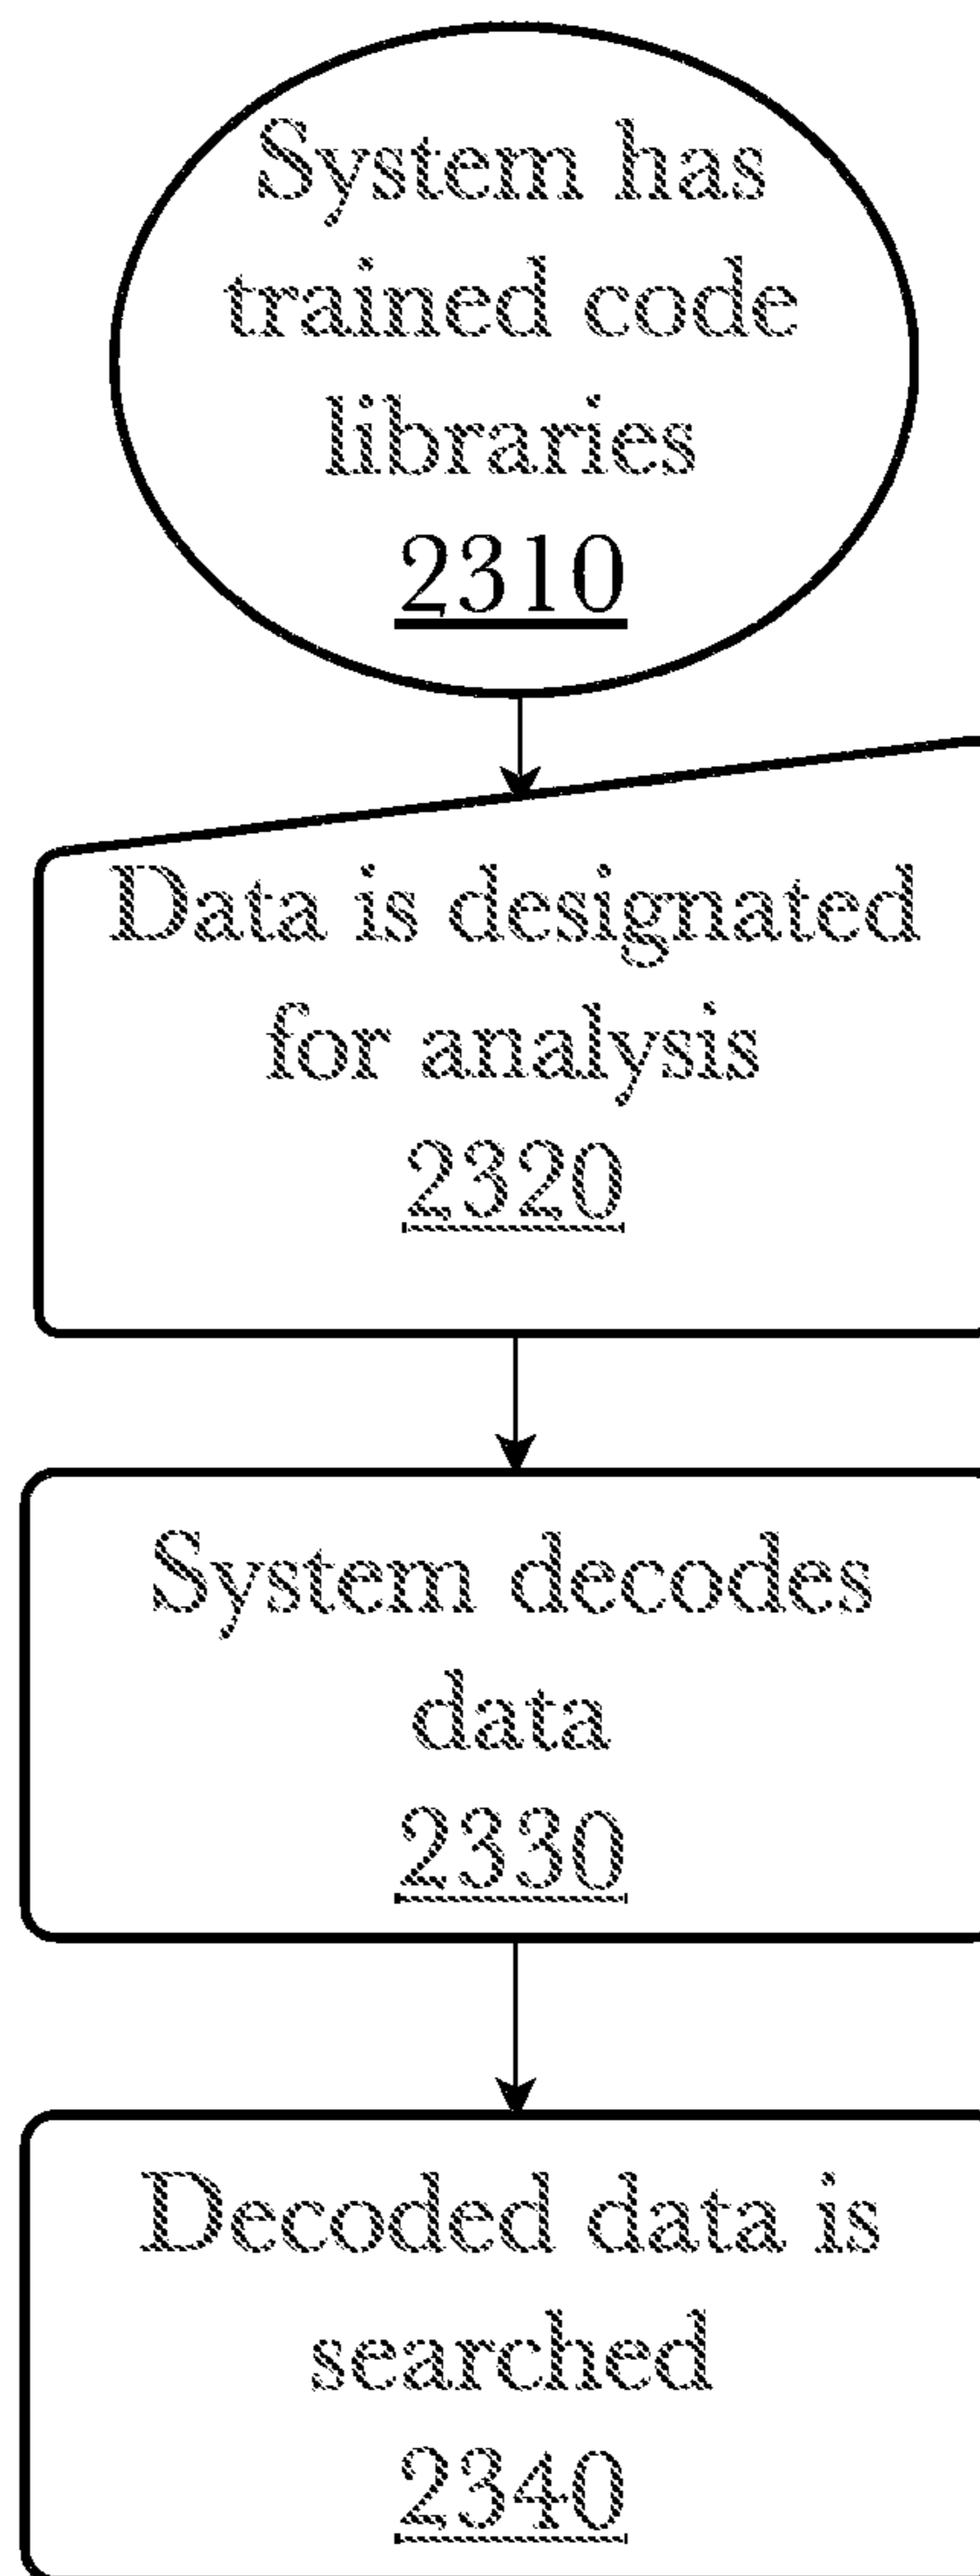 System has
trained code
libraries
2310
Data is designated
for analysis
2320
System decodes
data
2330
Decoded data is
searched
2340